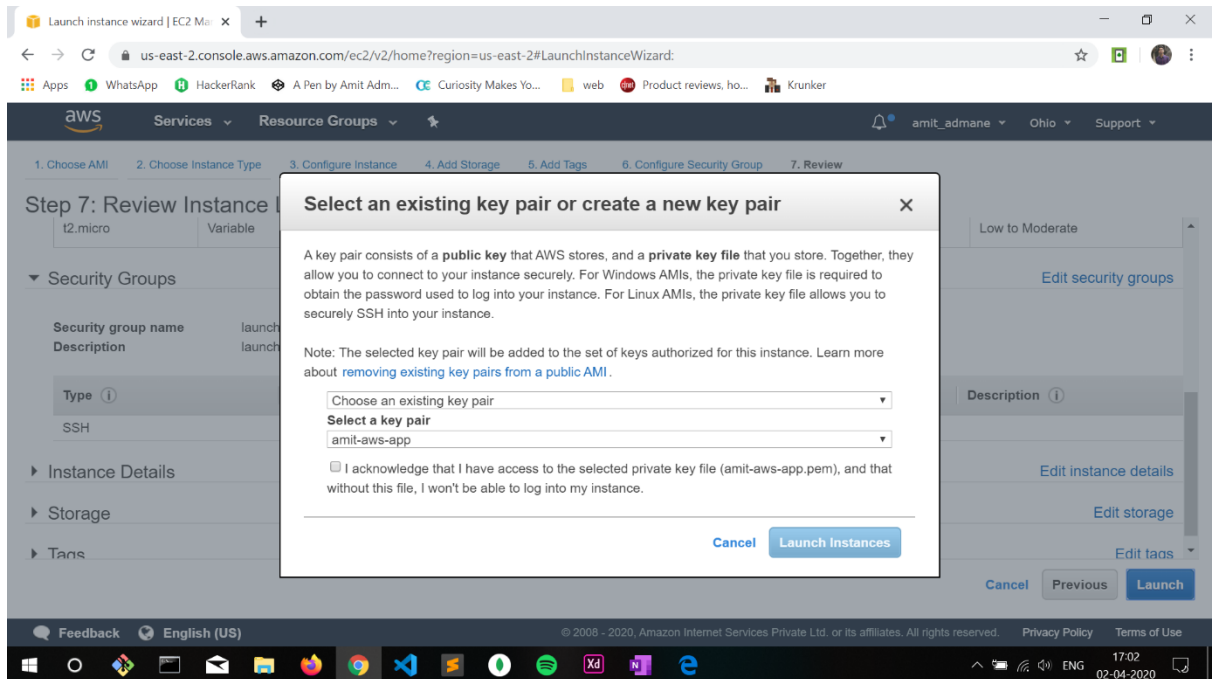 Launch instance wizard | EC2 Ma
us-east-2.console.aws.amazon.com/ec2/v2/home?region=us-east-2#LaunchInstanceWizard:
Apps WhatsApp HackerRank A Pen by Amit Adm... Curiosity Makes Yo... web Product reviews, ho... Krunker
aws Services Resource Groups amit_admane Ohio Support
1. Choose AMI 2. Choose Instance Type 3. Configure Instance 4. Add Storage 5. Add Tags 6. Configure Security Group 7. Review
Step 7: Review Instance L
t2.micro Variable Low to Moderate
Security Groups Edit security groups
Security group name launch
Description launch
Type Description
SSH
Instance Details Edit instance details
Storage Edit storage
Tags Edit tags
Select an existing key pair or create a new key pair
A key pair consists of a public key that AWS stores, and a private key file that you store. Together, they
allow you to connect to your instance securely. For Windows AMIs, the private key file is required to
obtain the password used to log into your instance. For Linux AMIs, the private key file allows you to
securely SSH into your instance.
Note: The selected key pair will be added to the set of keys authorized for this instance. Learn more
about removing existing key pairs from a public AMI.
Choose an existing key pair
Select a key pair
amit-aws-app
I acknowledge that I have access to the selected private key file (amit-aws-app.pem), and that
without this file, I won't be able to log into my instance.
Cancel Launch Instances
Cancel Previous Launch
Feedback English (US) © 2008 - 2020, Amazon Internet Services Private Ltd. or its affiliates. All rights reserved. Privacy Policy Terms of Use
Xd N ENG 17:02
02-04-2020